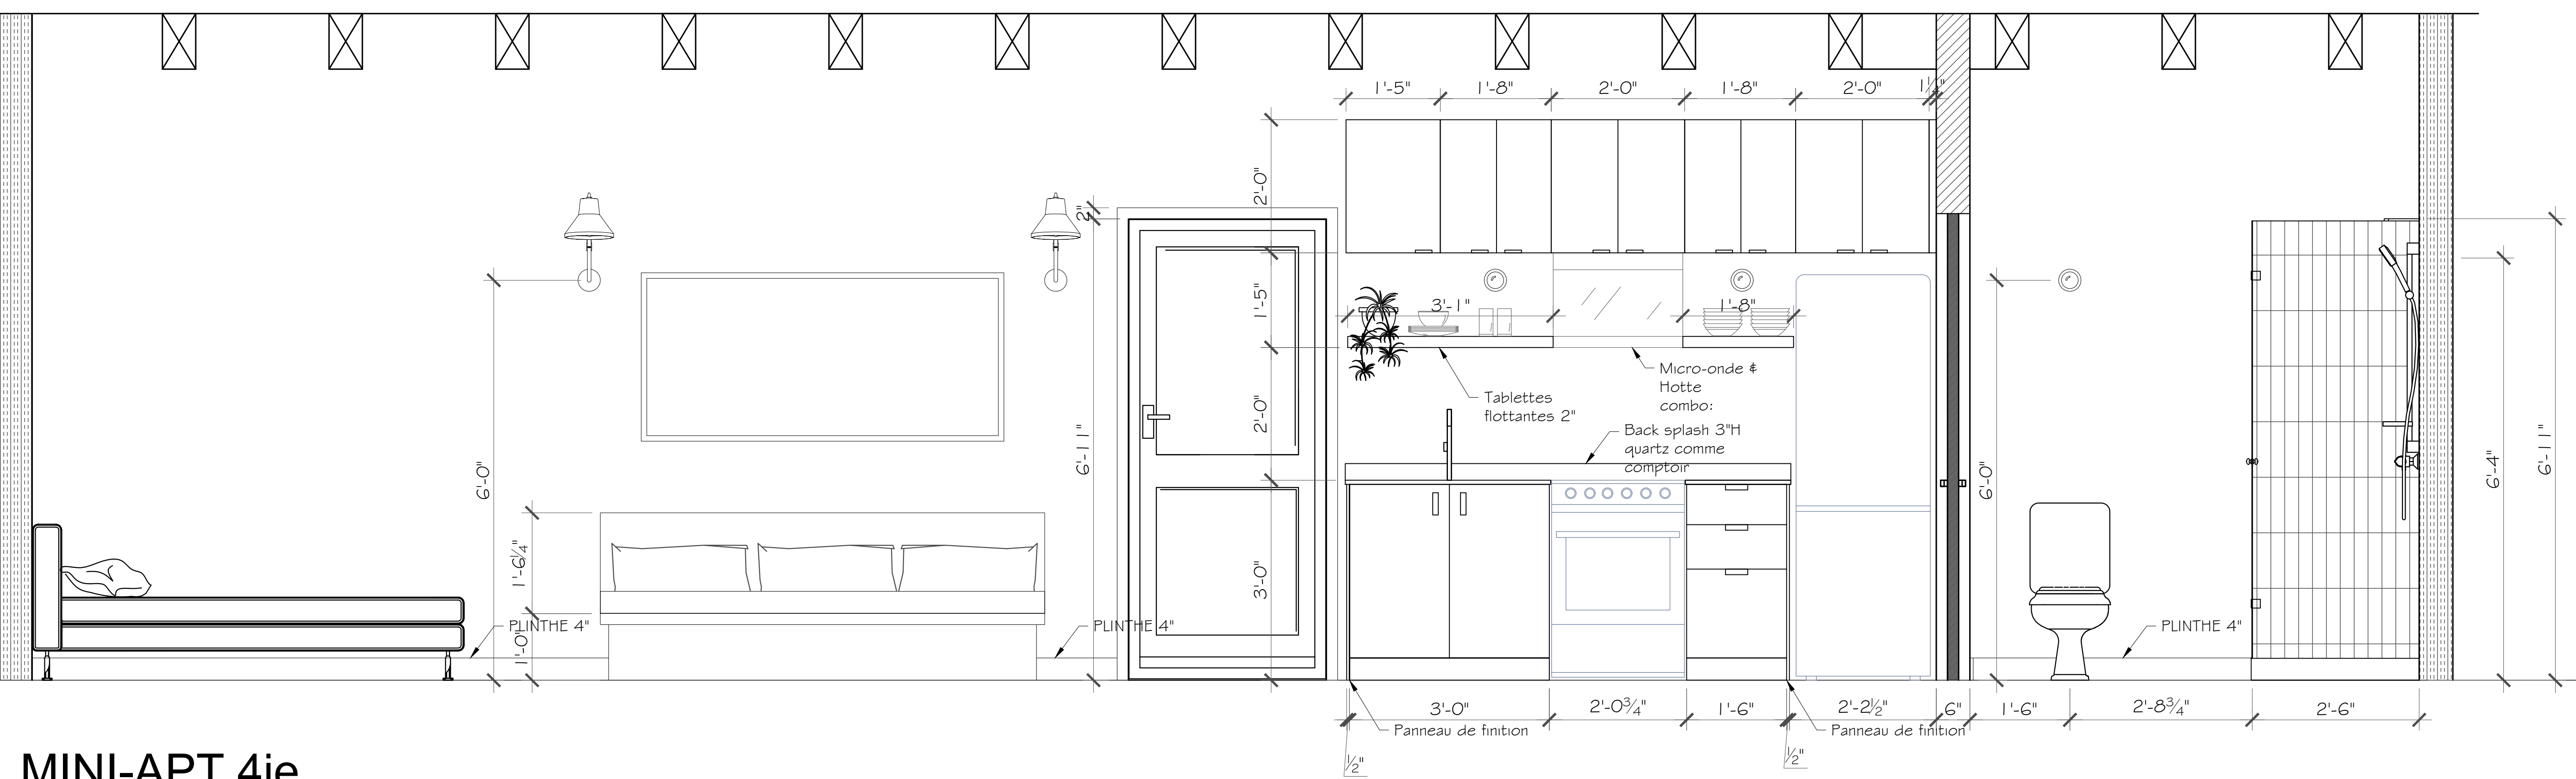 1'-5" 1'-8" 2'-0" 1'-8" 2'-0" 1¼"
2'-0"
2"
1'-5"
3'-1" 1'-8"
Micro-onde &
Hotte
combo:
Tablettes
flottantes 2"
2'-0"
Back splash 3"H
quartz comme
comptoir
6'-11"
6'-0"
6'-0"
6'-4"
6'-11"
1'-6¼"
3'-0"
PLINTHE 4"
1'-0"
PLINTHE 4"
PLINTHE 4"
3'-0" 2'-0¾" 1'-6" 2'-2½" 6" 1'-6" 2'-8¾" 2'-6"
Panneau de finition
Panneau de finition
½"
½"
MINI-APT 4ie